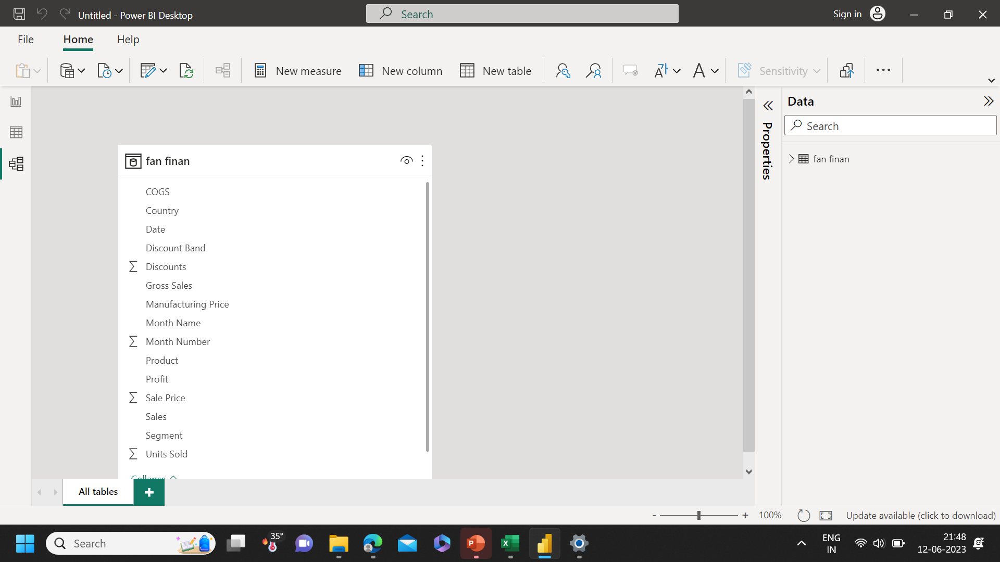 Untitled - Power BI Desktop
Search
Sign in
File
Home
Help
New measure
New column
New table
Sensitivity
Properties
Data
Search
fan finan
fan finan
COGS
Country
Date
Discount Band
Discounts
Gross Sales
Manufacturing Price
Month Name
Month Number
Product
Profit
Sale Price
Sales
Segment
Units Sold
Collapse
All tables
- + 100%
Update available (click to download)
Search
35°
ENG
IN
21:48
12-06-2023